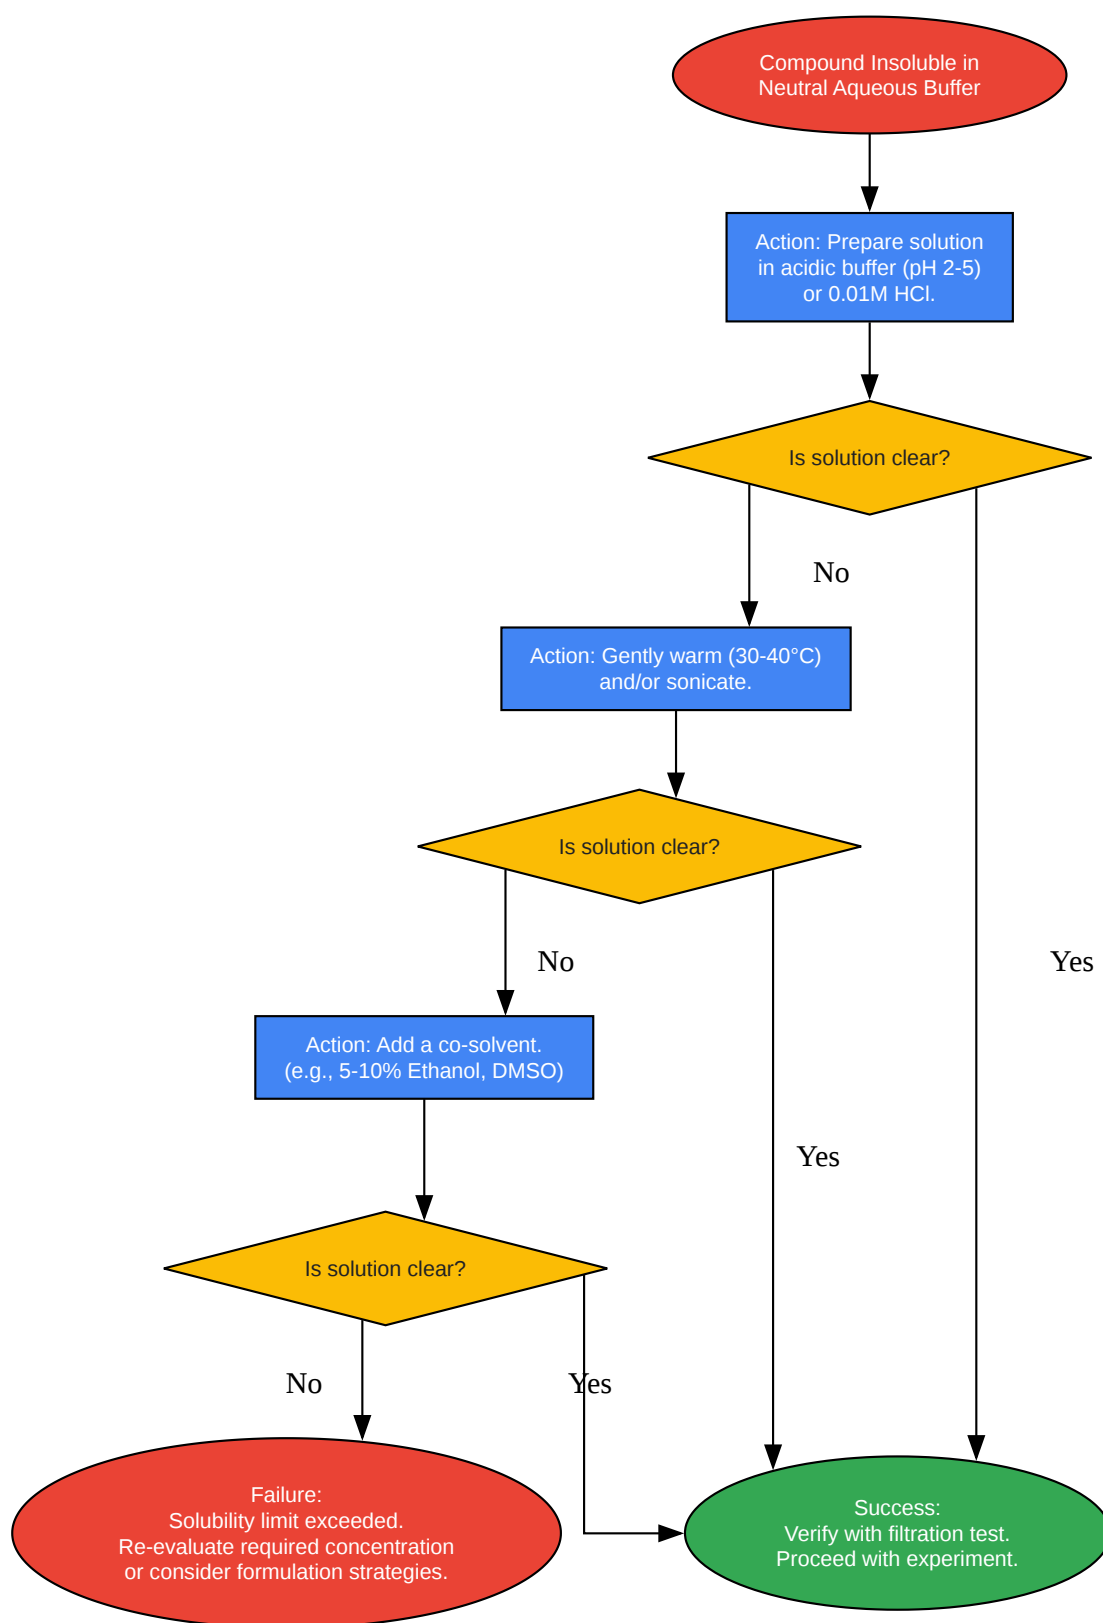 Compound Insoluble in
Neutral Aqueous Buffer
Action: Prepare solution
in acidic buffer (pH 2-5)
or 0.01M HCl.
Is solution clear?
No
Action: Gently warm (30-40°C)
and/or sonicate.
Is solution clear?
No
Yes
Action: Add a co-solvent.
(e.g., 5-10% Ethanol, DMSO)
Yes
Is solution clear?
No
Yes
Failure:
Solubility limit exceeded.
Re-evaluate required concentration
or consider formulation strategies.
Success:
Verify with filtration test.
Proceed with experiment.